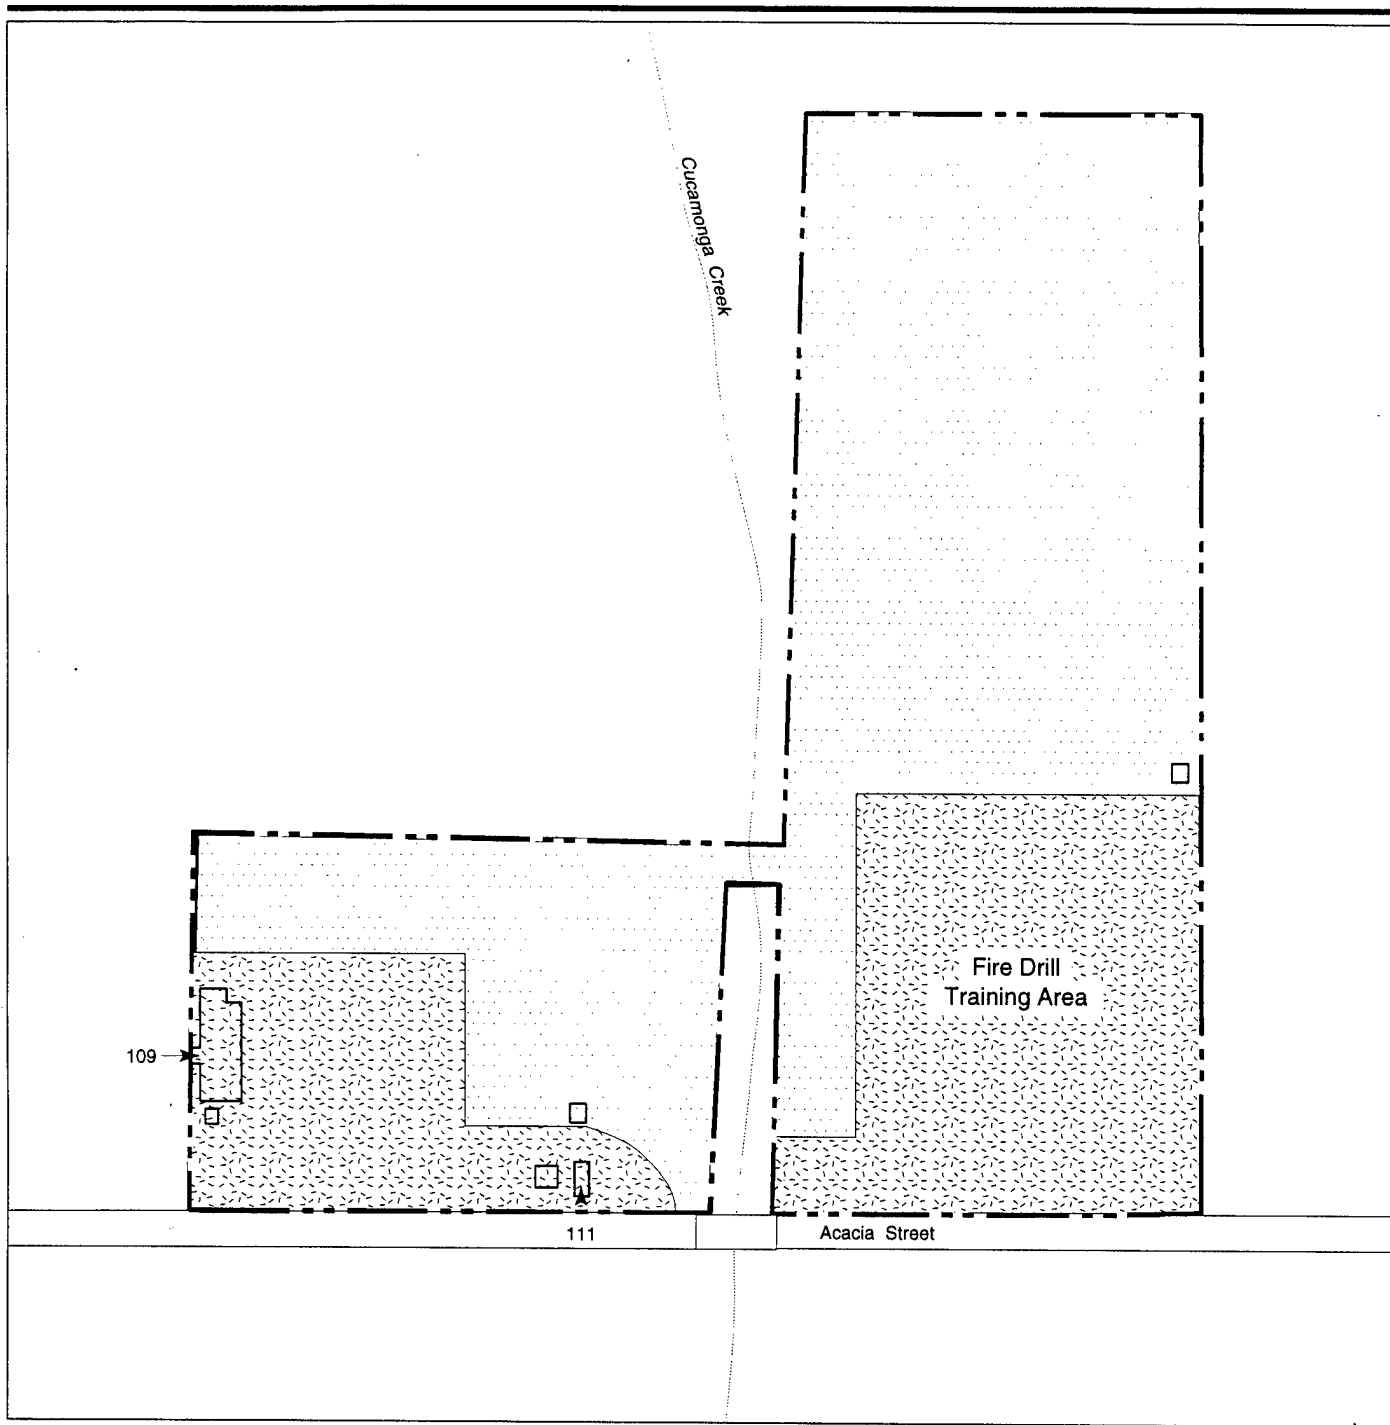 Cucamonga Creek
Fire Drill
Training Area
109
111
Acacia Street